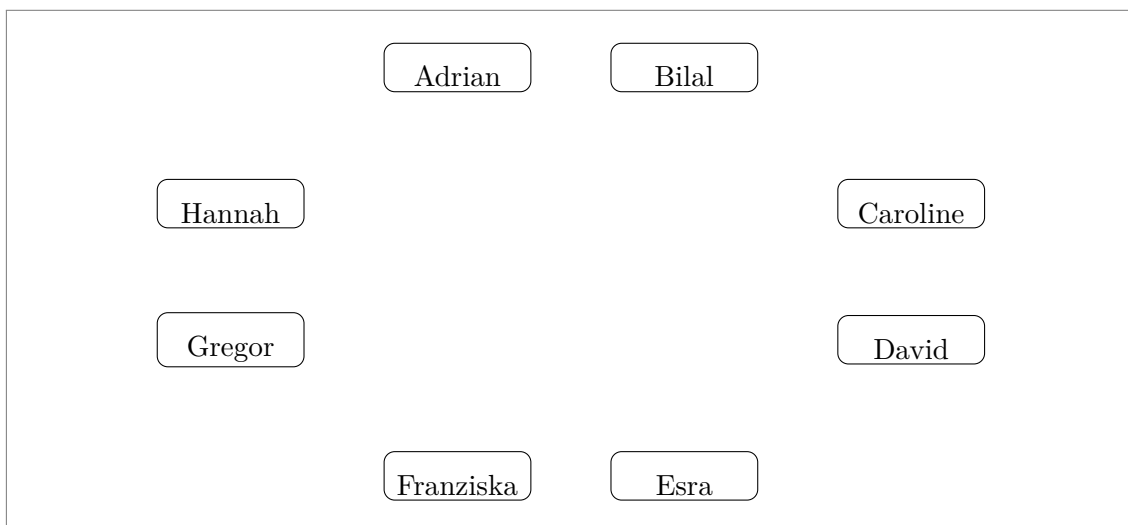 Adrian
Bilal
Hannah
Caroline
Gregor
David
Franziska
Esra